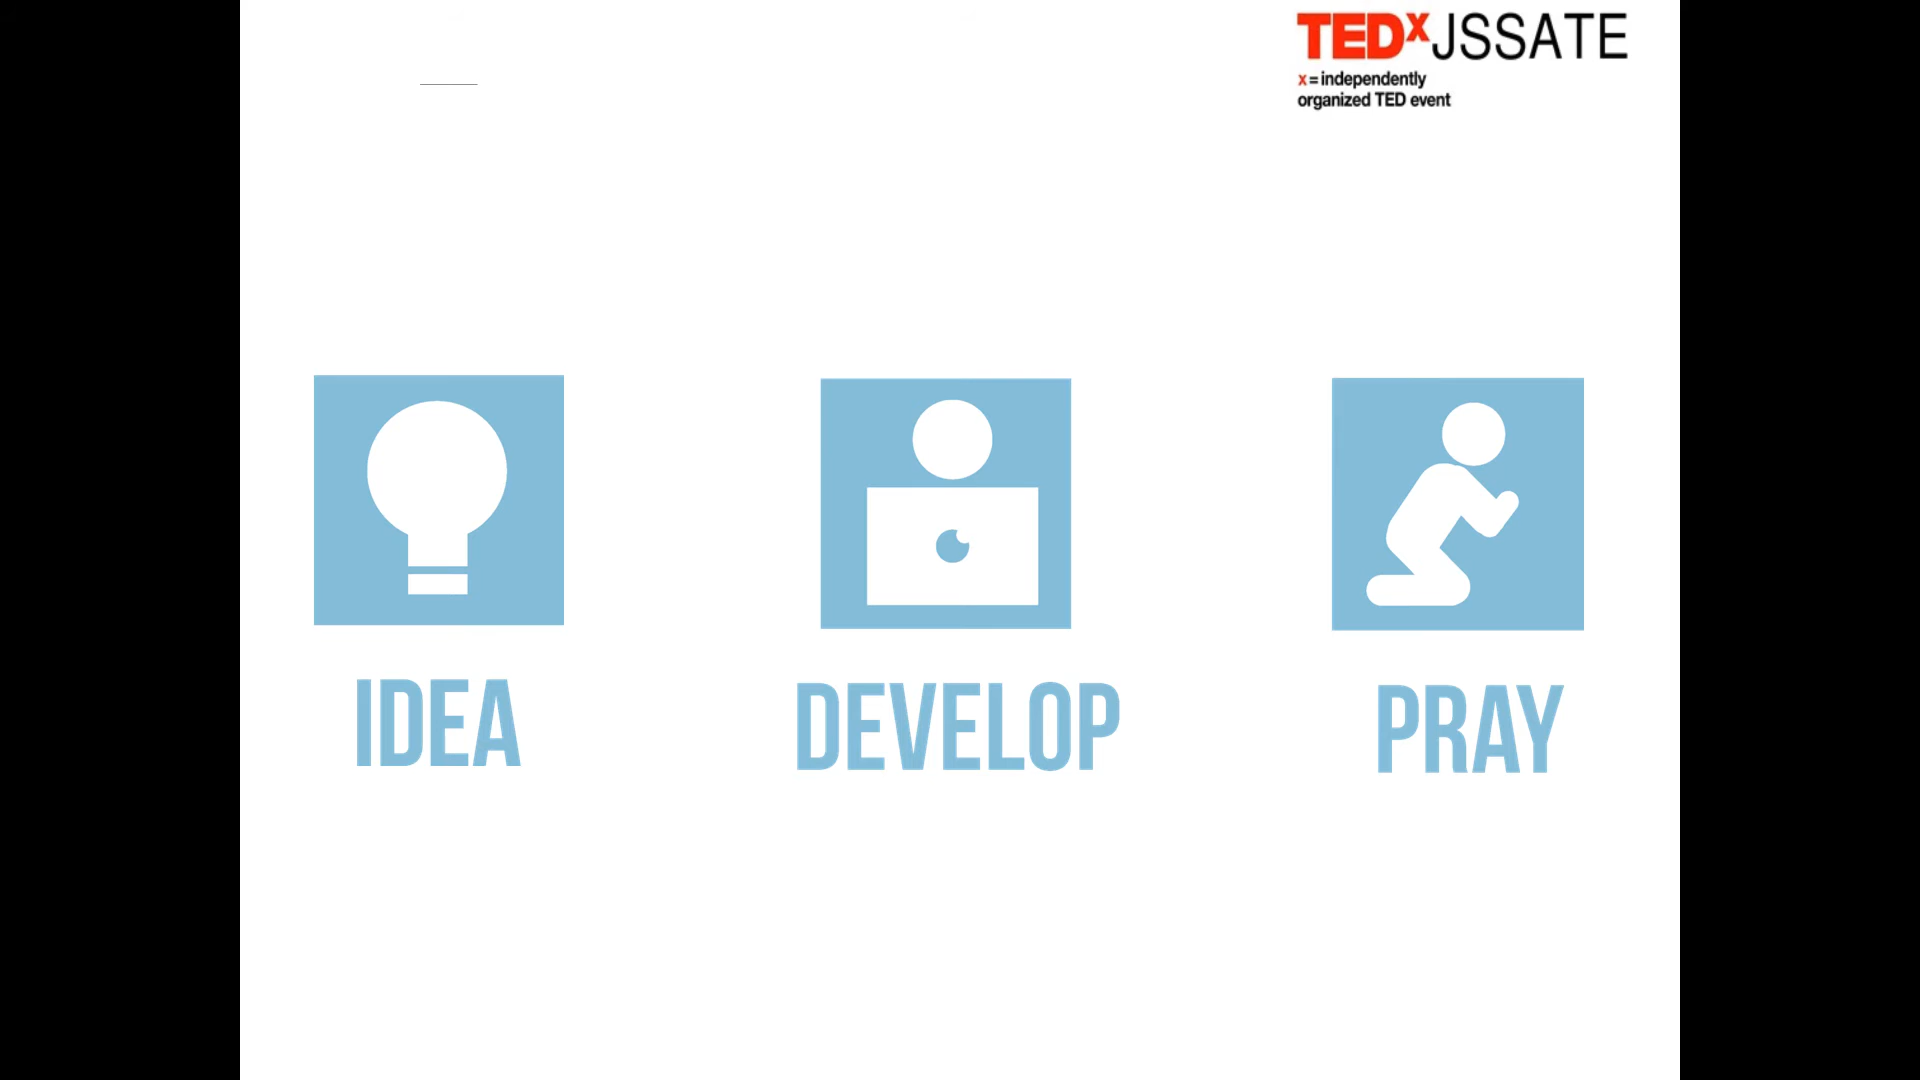 TEDxJSSATE
x=independently
organized TED event
IDEA
DEVELOP
PRAY